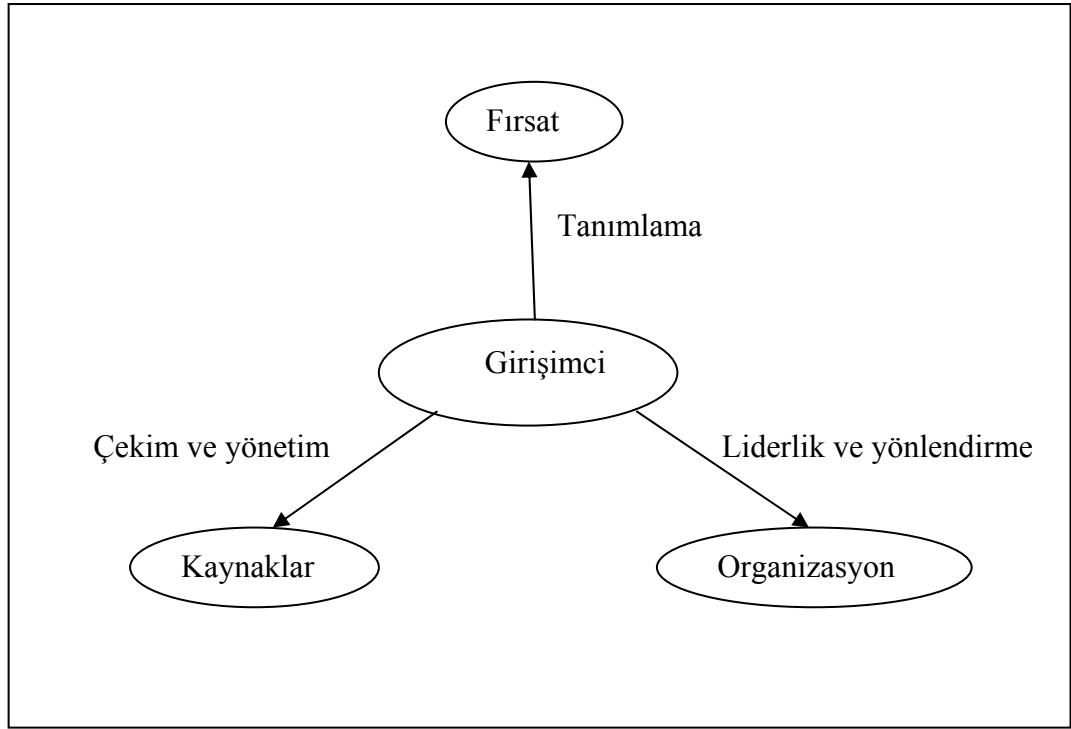 Fırsat
Tanımlama
Girişimci
Çekim ve yönetim
Liderlik ve yönlendirme
Kaynaklar
Organizasyon